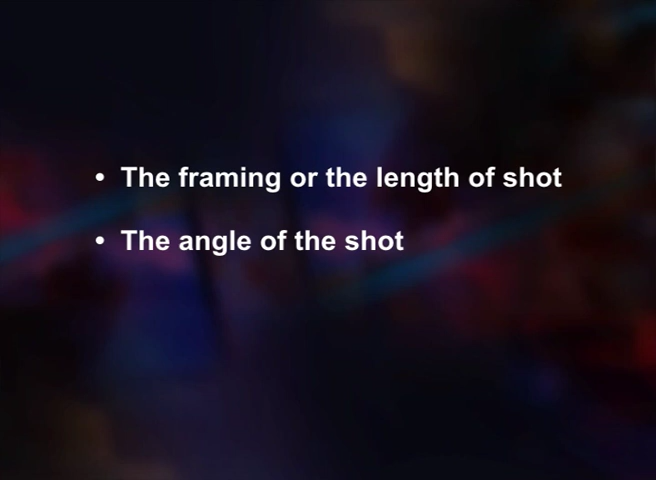 • The framing or the length of shot
• The angle of the shot